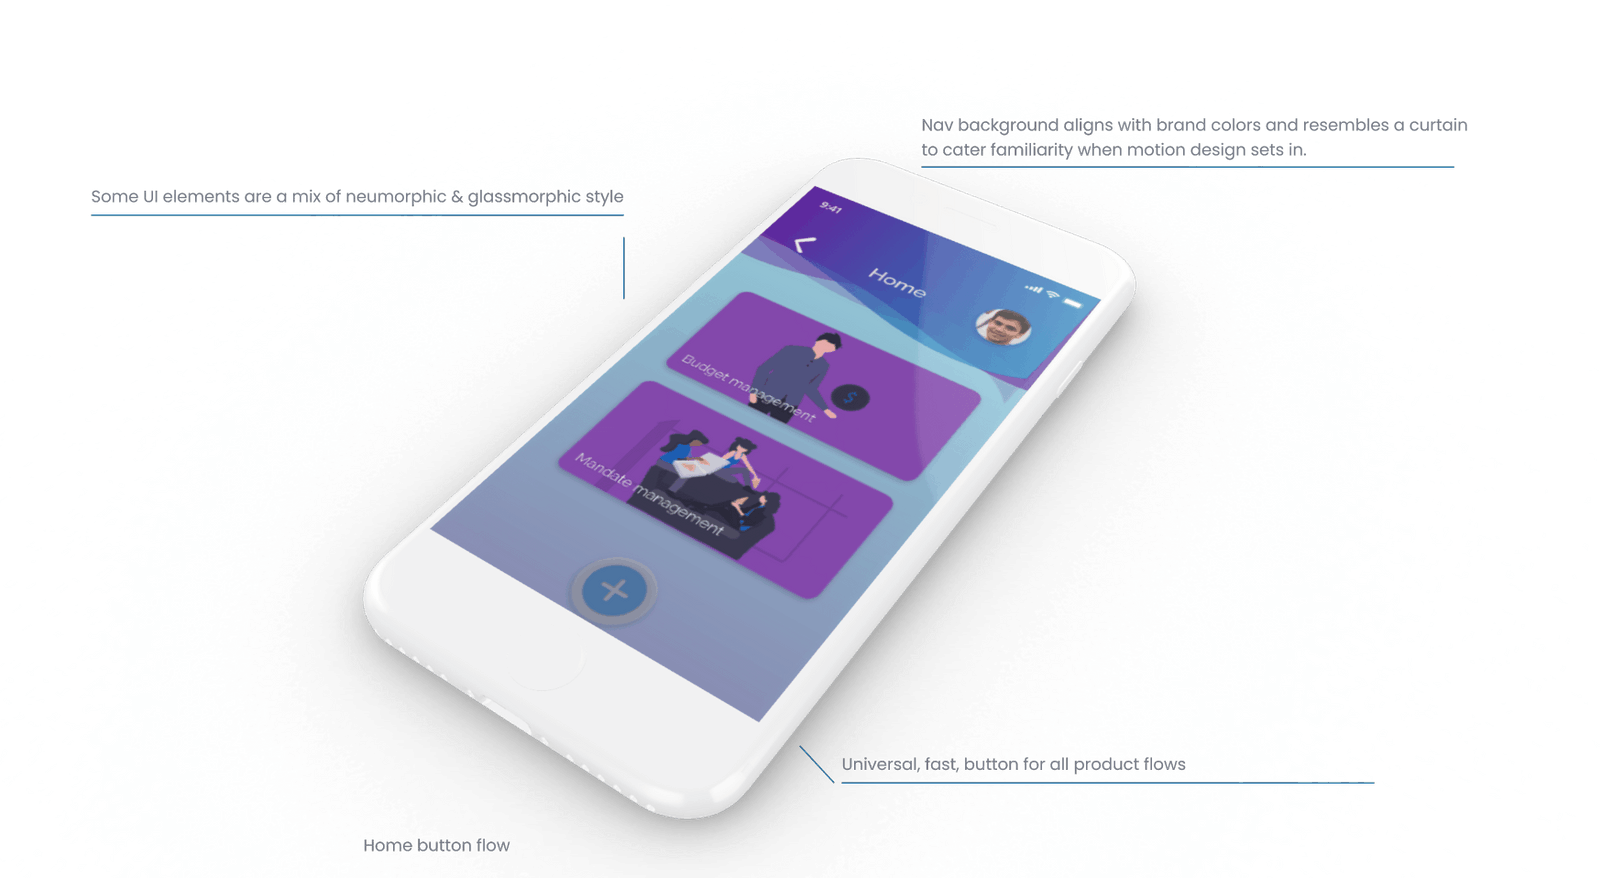 Nav background aligns with brand colors and resembles a curtain
to cater familiarity when motion design sets in.
Some UI elements are a mix of neumorphic & glassmorphic style
9:41
Home
Budget management
$
Mandate management
Universal, fast, button for all product flows
Home button flow